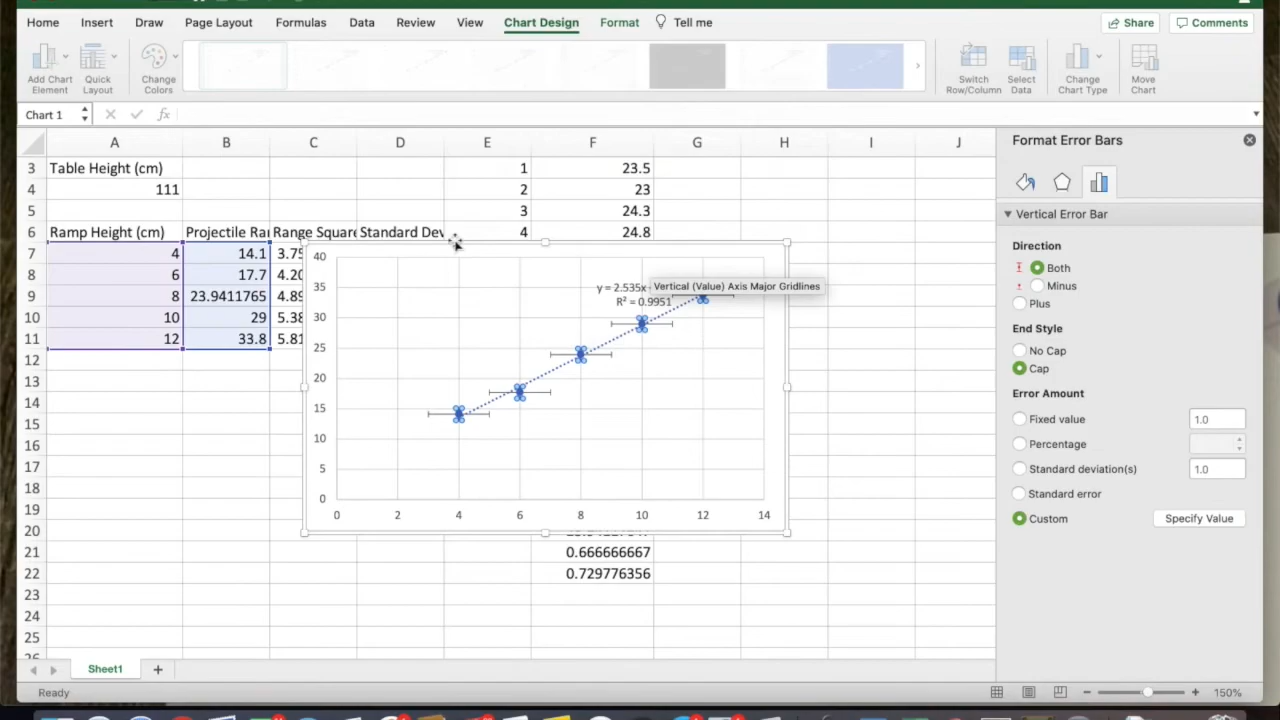 Home Insert Draw Page Layout Formulas Data Review View Chart Design Format Tell me Share Comments
Add Chart Element Quick Layout Change Colors Switch Row/Column Select Data Change Chart Type Move Chart
Chart 1 fx
A B C D E F G H I J
3 Table Height (cm) 1 23.5
4 111 2 23
5 3 24.3
6 Ramp Height (cm) Projectile Ra Range Square Standard Dev 4 24.8
7 4 14.1 3.75
8 6 17.7 4.20
9 8 23.9411765 4.89
10 10 29 5.38
11 12 33.8 5.81
12
13
14
15
16
17
18
19
20
21 0.666666667
22 0.729776356
23
24
25
26
40
35
30
25
20
15
10
5
0
0 2 4 6 8 10 12 14
y = 2.535x
R² = 0.9951
Vertical (Value) Axis Major Gridlines
Format Error Bars
Vertical Error Bar
Direction
Both
Minus
Plus
End Style
No Cap
Cap
Error Amount
Fixed value 1.0
Percentage
Standard deviation(s) 1.0
Standard error
Custom Specify Value
Sheet1
Ready 150%